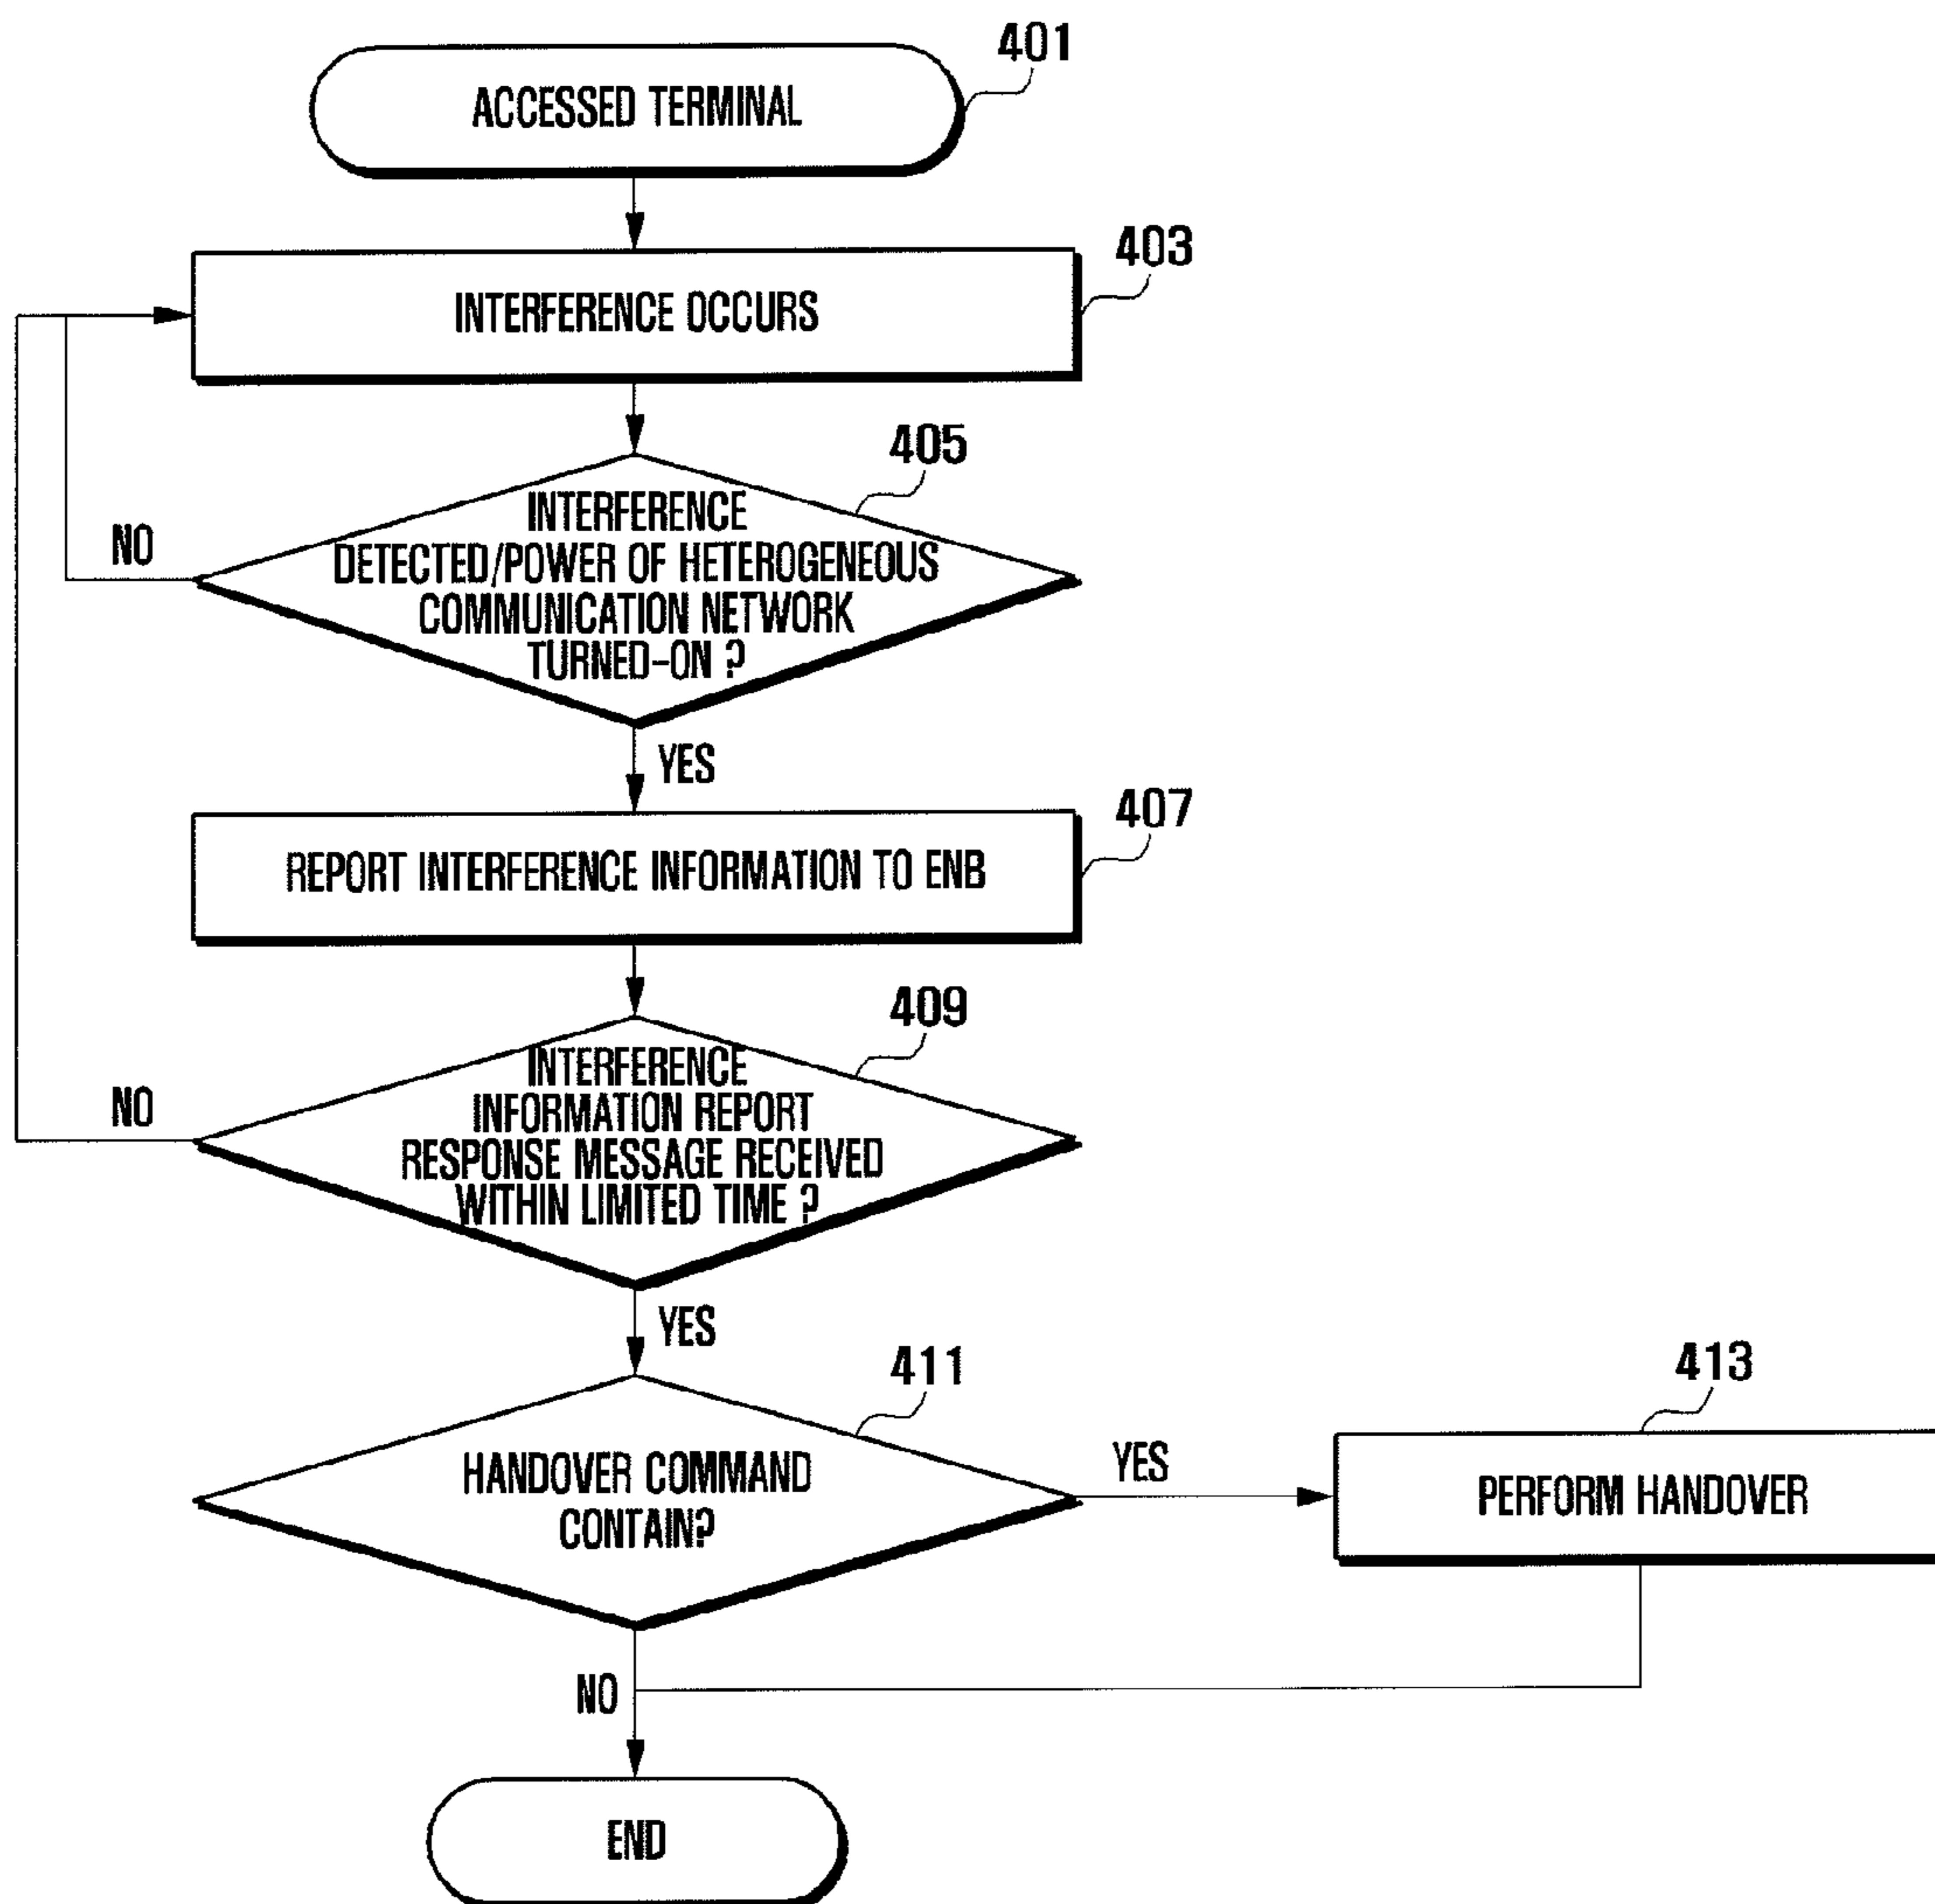 401
ACCESSED TERMINAL
403
INTERFERENCE OCCURS
405
INTERFERENCE
DETECTED/POWER OF HETEROGENEOUS
COMMUNICATION NETWORK
TURNED-ON ?
NO
YES
407
REPORT INTERFERENCE INFORMATION TO ENB
409
INTERFERENCE
INFORMATION REPORT
RESPONSE MESSAGE RECEIVED
WITHIN LIMITED TIME ?
NO
YES
411
HANDOVER COMMAND
CONTAIN?
YES
413
PERFORM HANDOVER
NO
END